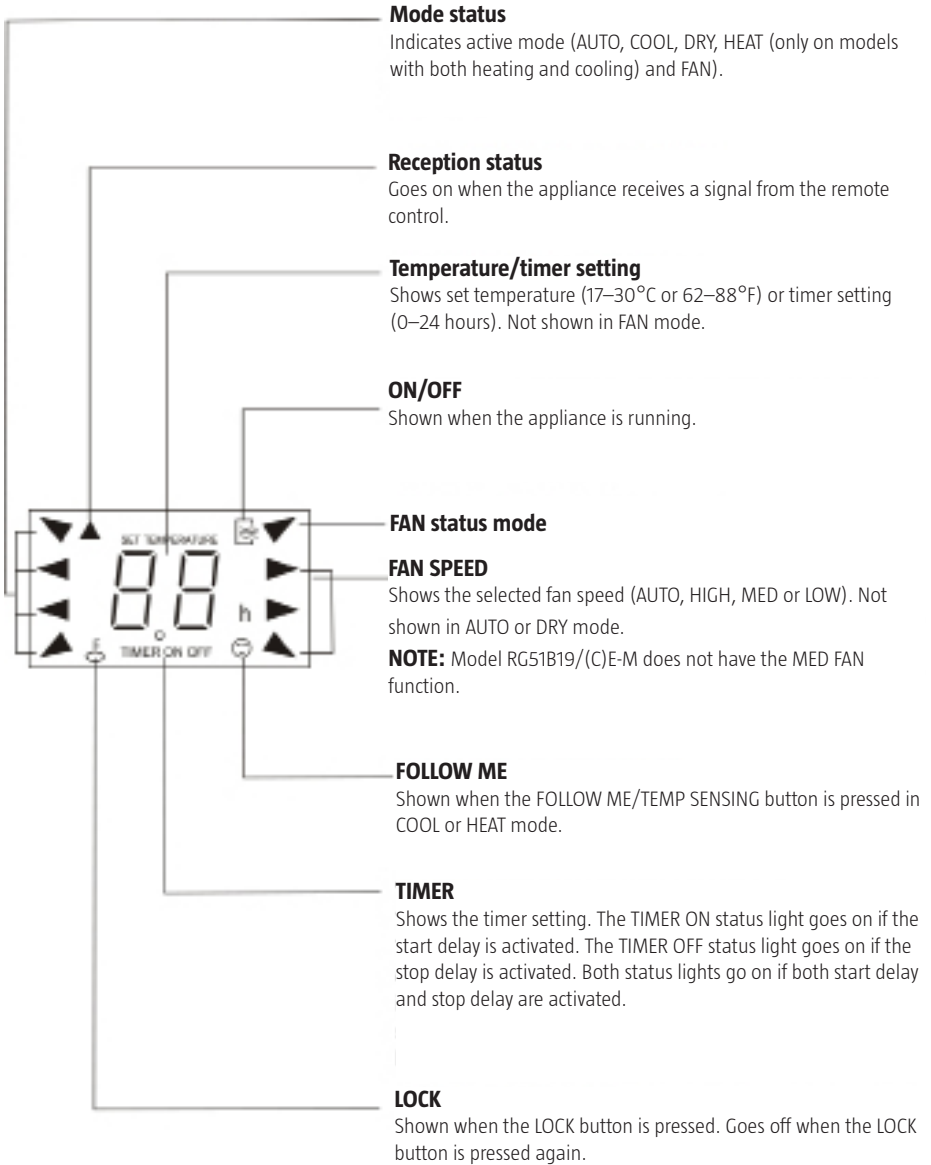 Mode status
Indicates active mode (AUTO, COOL, DRY, HEAT (only on models
with both heating and cooling) and FAN).
Reception status
Goes on when the appliance receives a signal from the remote
control.
Temperature/timer setting
Shows set temperature (17–30°C or 62–88°F) or timer setting
(0–24 hours). Not shown in FAN mode.
ON/OFF
Shown when the appliance is running.
FAN status mode
FAN SPEED
Shows the selected fan speed (AUTO, HIGH, MED or LOW). Not
shown in AUTO or DRY mode.
NOTE: Model RG51B19/(C)E-M does not have the MED FAN
function.
SET TEMPERATURE
88
h
TIMER ON OFF
FOLLOW ME
Shown when the FOLLOW ME/TEMP SENSING button is pressed in
COOL or HEAT mode.
TIMER
Shows the timer setting. The TIMER ON status light goes on if the
start delay is activated. The TIMER OFF status light goes on if the
stop delay is activated. Both status lights go on if both start delay
and stop delay are activated.
LOCK
Shown when the LOCK button is pressed. Goes off when the LOCK
button is pressed again.